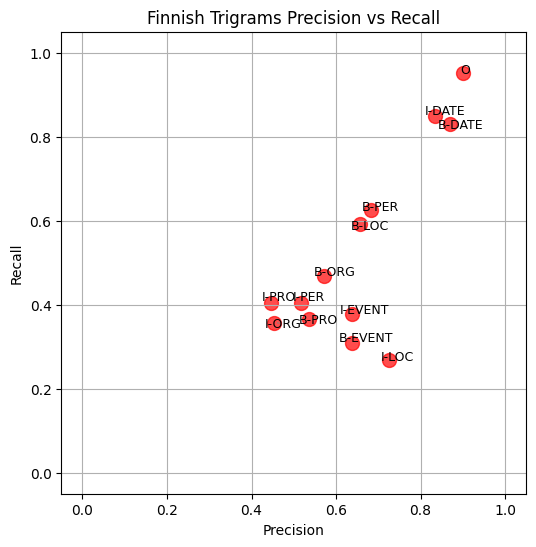 Finnish Trigrams Precision vs Recall
1.0
O
I-DATE
B-DATE
0.8
B-PER
0.6
B-LOC
B-ORG
I-PRO
I-PER
0.4
I-EVENT
B-PRO
I-ORG
B-EVENT
I-LOC
0.2
0.0
Recall
0.0 0.2 0.4 0.6 0.8 1.0
Precision